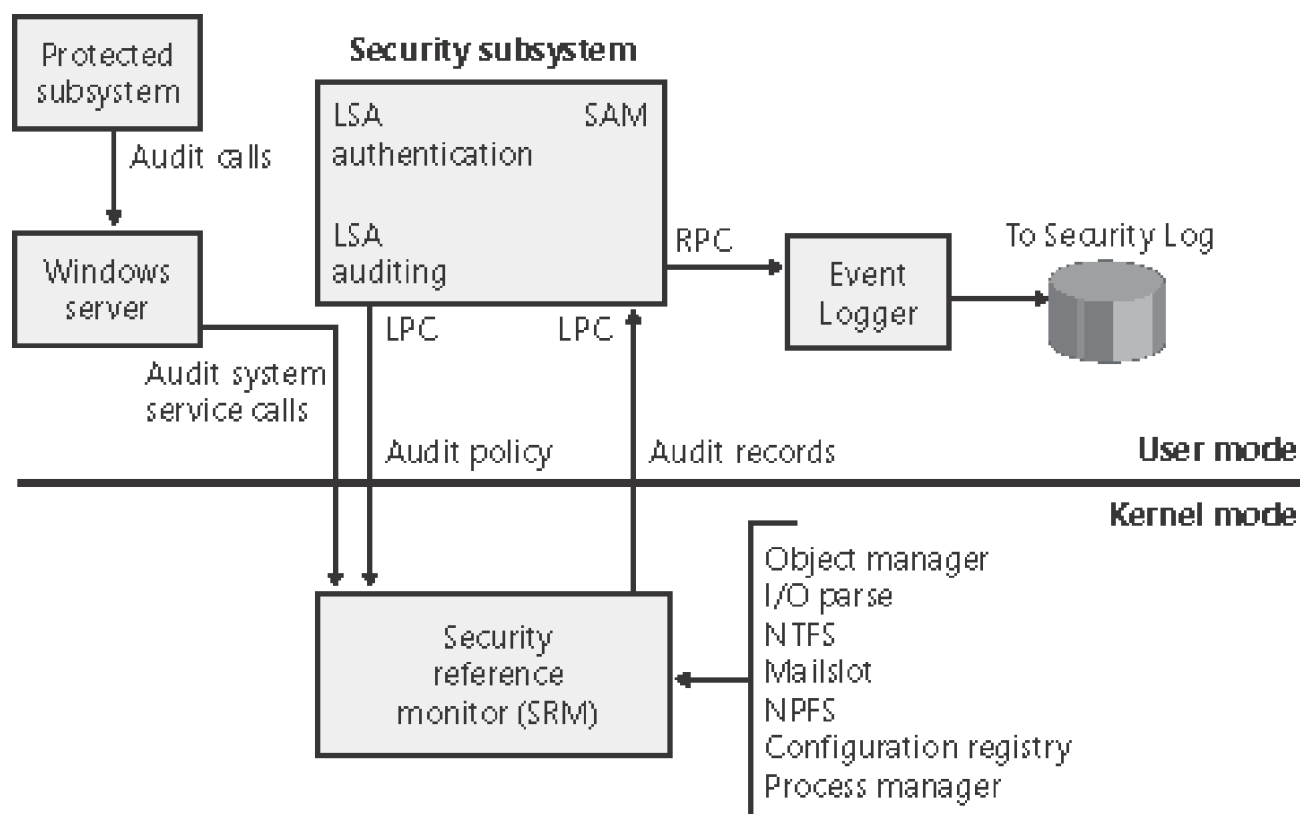 Protected
subsystem
Security subsystem
LSA
authentication
SAM
Audit calls
LSA
auditing
Windows
server
RPC
Event
Logger
To Security Log
LPC
LPC
Audit system
service calls
Audit policy
Audit records
User mode
Kernel mode
Security
reference
monitor (SRM)
Object manager
I/O parse
NTFS
Mailslot
NPFS
Configuration registry
Process manager